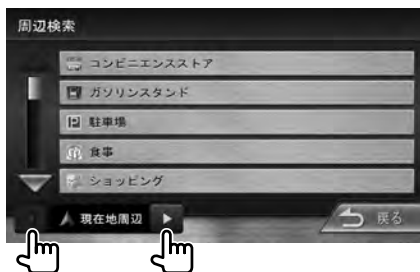 周辺検索
コンビニエンスストア
ガソリンスタンド
駐車場
食事
ショッピング
現在地周辺
戻る